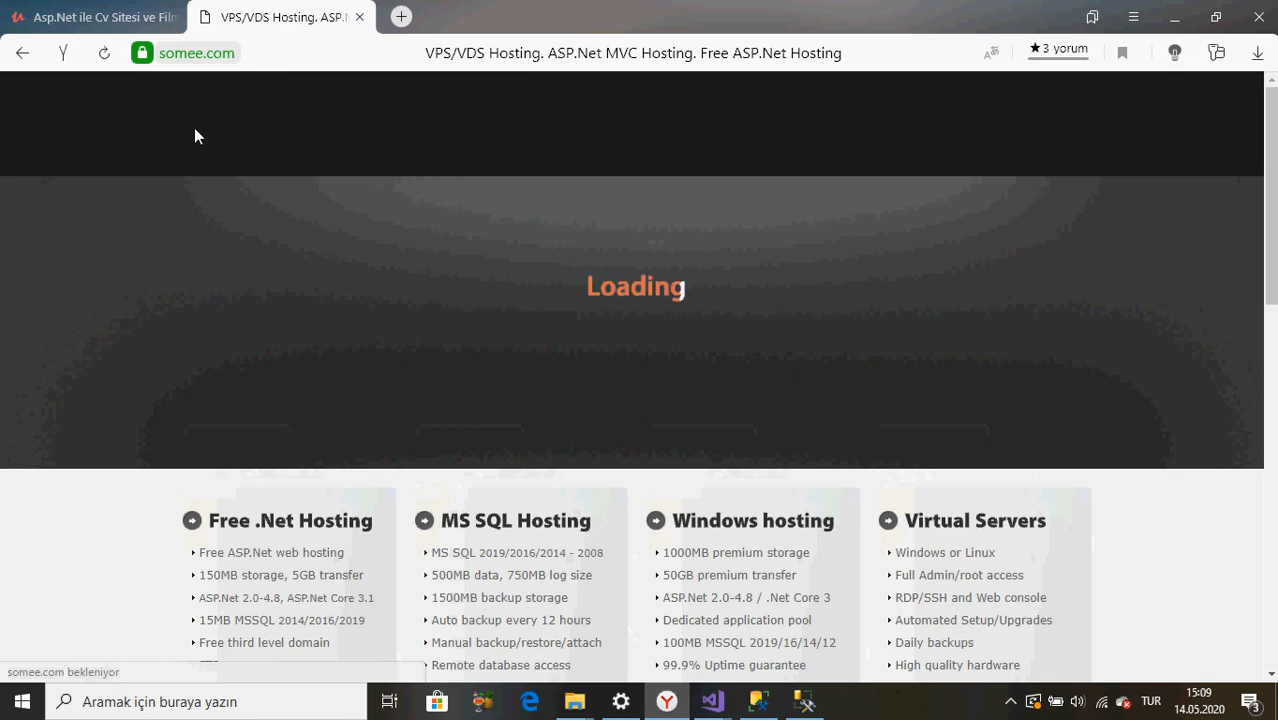 Asp.Net ile Cv Sitesi ve Film
VPS/VDS Hosting. ASP.I
somee.com
VPS/VDS Hosting. ASP.Net MVC Hosting. Free ASP.Net Hosting
3 yorum
Loading
Free .Net Hosting
Free ASP.Net web hosting
150MB storage, 5GB transfer
ASP.Net 2.0-4.8, ASP.Net Core 3.1
15MB MSSQL 2014/2016/2019
Free third level domain
MS SQL Hosting
MS SQL 2019/2016/2014 - 2008
500MB data, 750MB log size
1500MB backup storage
Auto backup every 12 hours
Manual backup/restore/attach
Remote database access
Windows hosting
1000MB premium storage
50GB premium transfer
ASP.Net 2.0-4.8 / .Net Core 3
Dedicated application pool
100MB MSSQL 2019/16/14/12
99.9% Uptime guarantee
Virtual Servers
Windows or Linux
Full Admin/root access
RDP/SSH and Web console
Automated Setup/Upgrades
Daily backups
High quality hardware
somee.com bekleniyor
Aramak için buraya yazın
TUR
15:09
14.05.2020
3